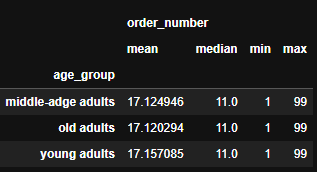 order_number
mean median min max
age_group
middle-adge adults 17.124946 11.0 1 99
old adults 17.120294 11.0 1 99
young adults 17.157085 11.0 1 99